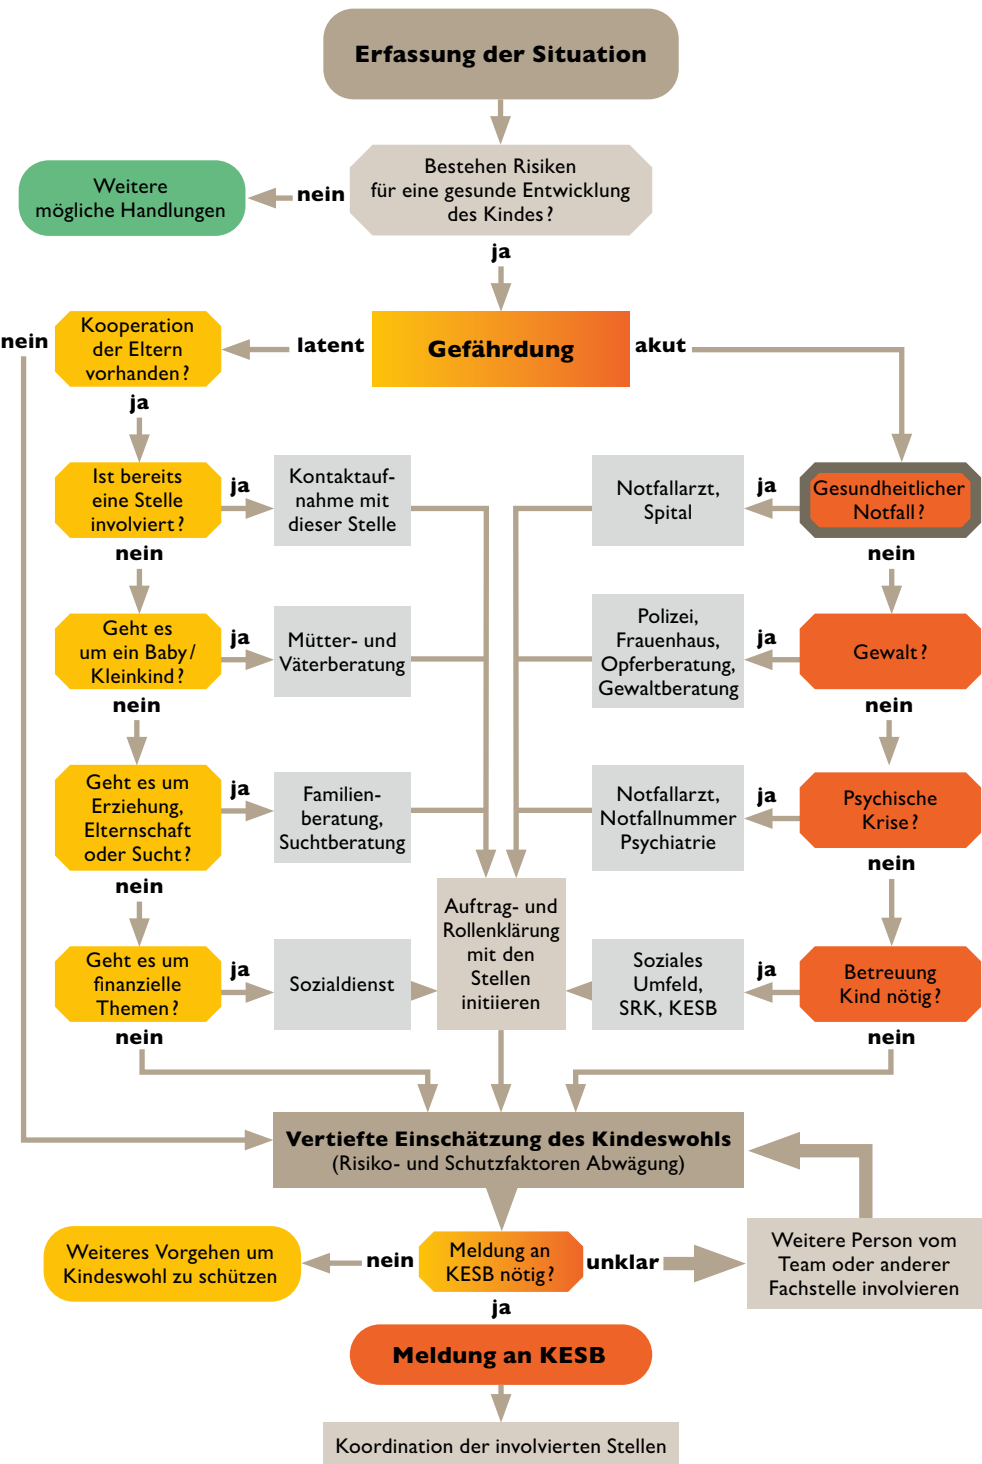 Erfassung der Situation
Bestehen Risiken
für eine gesunde Entwicklung
des Kindes?
nein
Weitere
mögliche Handlungen
ja
Gefährdung
latent
akut
nein
Kooperation
der Eltern
vorhanden?
ja
Ist bereits
eine Stelle
involviert?
ja
Kontaktauf-
nahme mit
dieser Stelle
nein
Geht es
um ein Baby/
Kleinkind?
ja
Mütter- und
Väterberatung
nein
Geht es um
Erziehung,
Elternschaft
oder Sucht?
ja
Familien-
beratung,
Suchtberatung
nein
Geht es um
finanzielle
Themen?
ja
Sozialdienst
nein
Gesundheitlicher
Notfall?
ja
Notfallarzt,
Spital
nein
Gewalt?
ja
Polizei,
Frauenhaus,
Opferberatung,
Gewaltberatung
nein
Psychische
Krise?
ja
Notfallarzt,
Notfallnummer
Psychiatrie
nein
Betreuung
Kind nötig?
ja
Soziales
Umfeld,
SRK, KESB
nein
Auftrag- und
Rollenklärung
mit den
Stellen
initiieren
Vertiefte Einschätzung des Kindeswohls
(Risiko- und Schutzfaktoren Abwägung)
Meldung an
KESB nötig?
nein
Weiteres Vorgehen um
Kindeswohl zu schützen
unklar
Weitere Person vom
Team oder anderer
Fachstelle involvieren
ja
Meldung an KESB
Koordination der involvierten Stellen